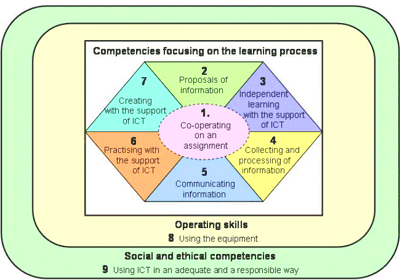 Competencies focusing on the learning process
1.
Co-operating
on an
assignment
2
Proposals of
information
3
Independent
learning
with the support
of ICT
4
Collecting and
processing of
information
5
Communicating
information
6
Practising with
the support
of ICT
7
Creating
with the support
of ICT
Operating skills
8 Using the equipment
Social and ethical competencies
9 Using ICT in an adequate and a responsible way